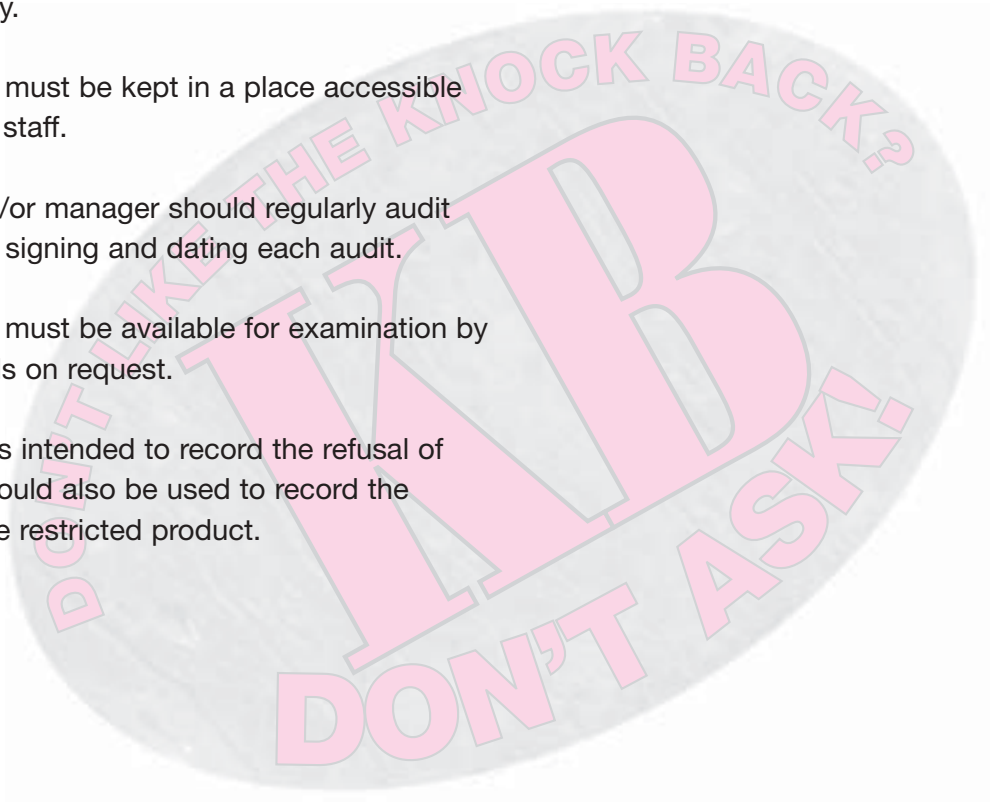 y.
must be kept in a place accessible
staff.
/or manager should regularly audit
signing and dating each audit.
must be available for examination by
s on request.
s intended to record the refusal of
ould also be used to record the
e restricted product.
DON'T LIKE THE KNOCK BACK?
KB
DON'T ASK!